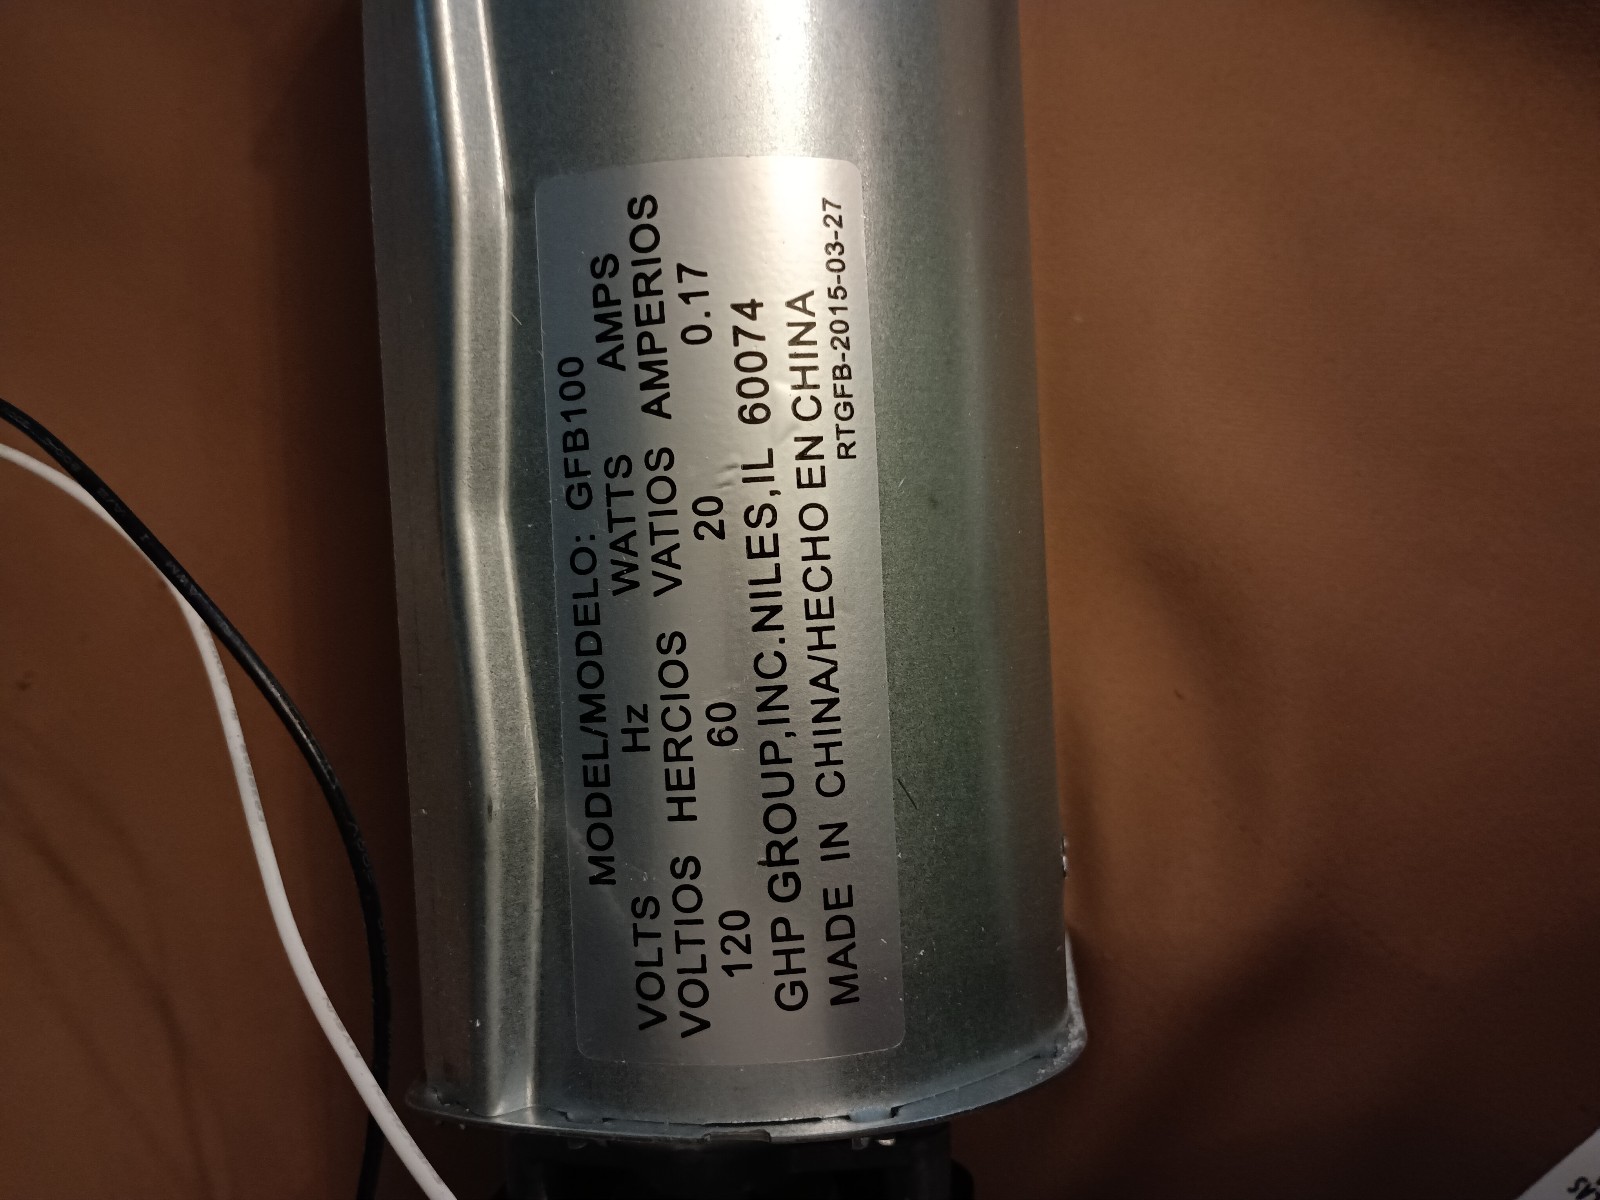 MODEL/MODELO: GFB100
VOLTS Hz WATTS AMPS
VOLTIOS HERCIOS VATIOS AMPERIOS
120 60 20 0.17
GHP GROUP,INC.NILES,IL 60074
MADE IN CHINA/HECHO EN CHINA
RTGFB-2015-03-27